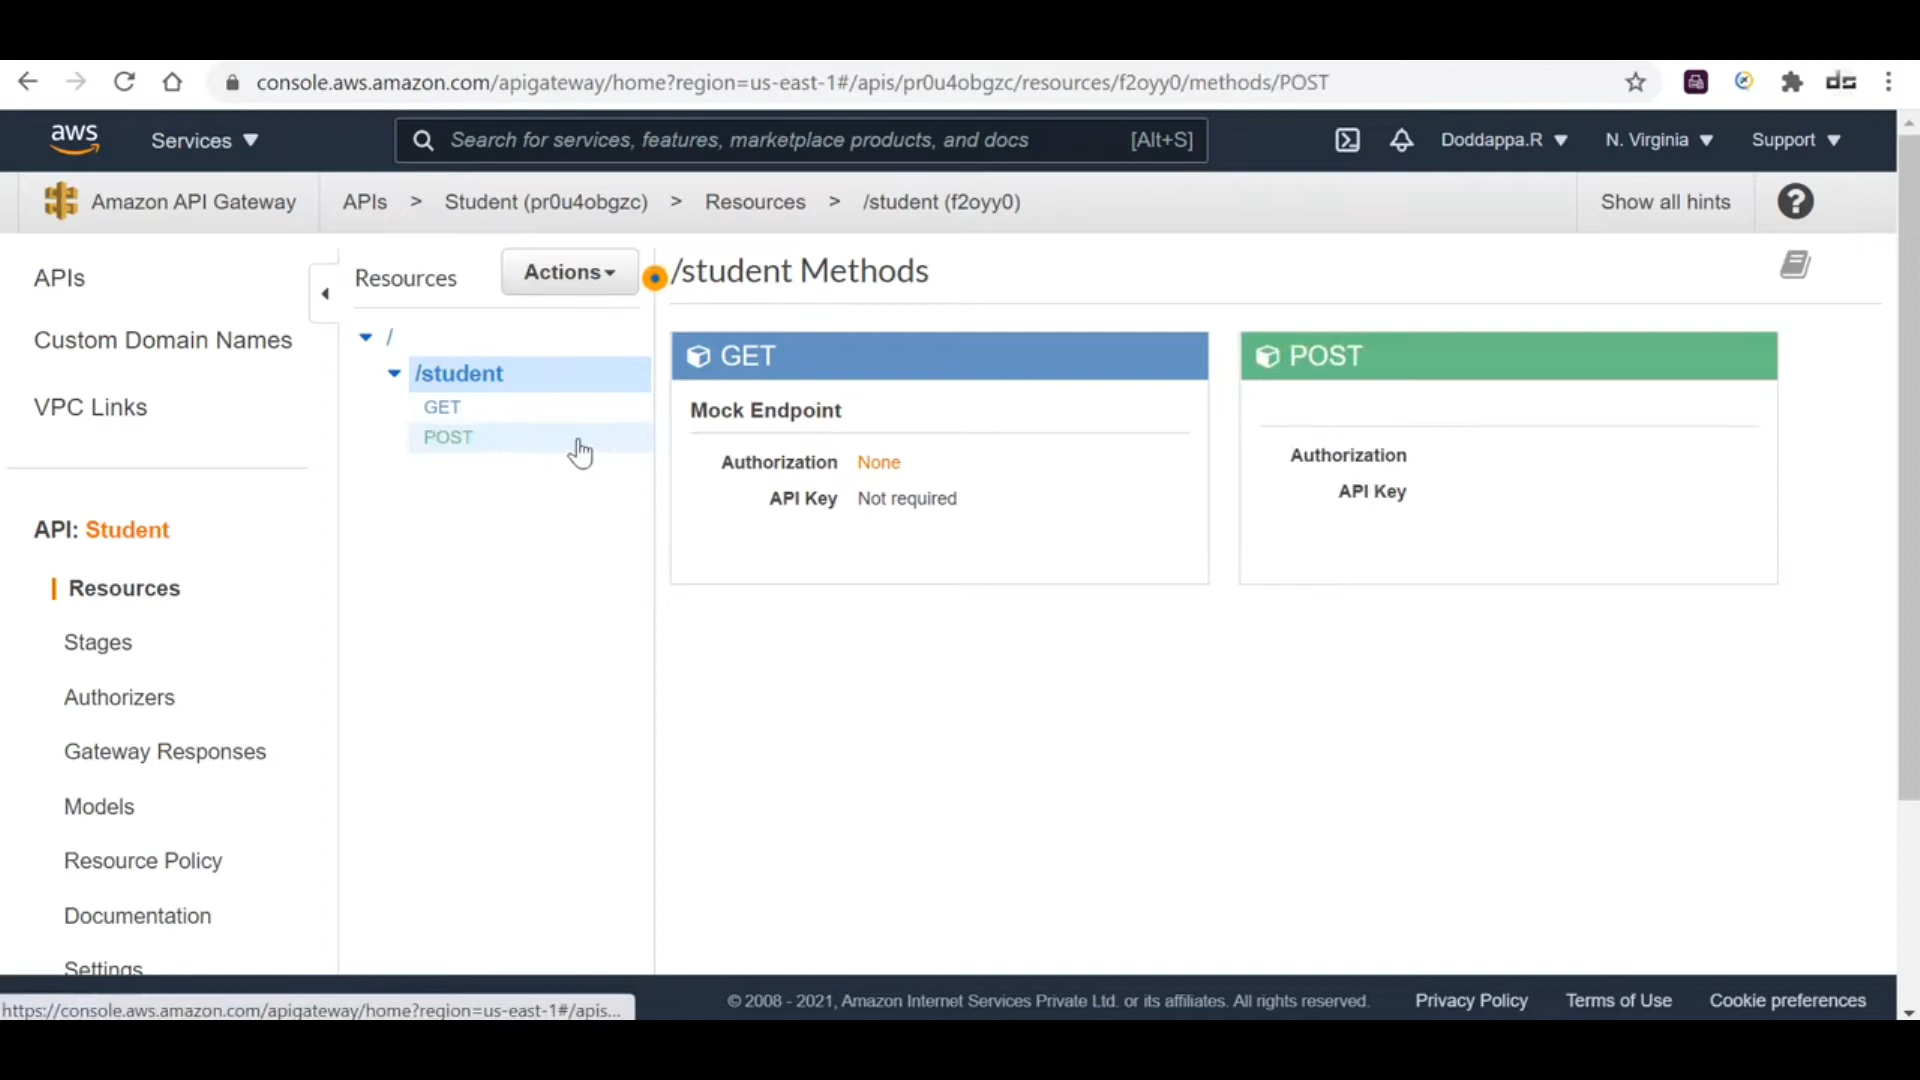 console.aws.amazon.com/apigateway/home?region=us-east-1#/apis/pr0u4obgzc/resources/f2oyy0/methods/POST
aws Services Search for services, features, marketplace products, and docs [Alt+S] Doddappa.R N. Virginia Support
Amazon API Gateway APIs > Student (pr0u4obgzc) > Resources > /student (f2oyy0) Show all hints ?
APIs
Custom Domain Names
VPC Links
API: Student
Resources
Stages
Authorizers
Gateway Responses
Models
Resource Policy
Documentation
Settings
Resources Actions
/
/student
GET
POST
/student Methods
GET
Mock Endpoint
Authorization None
API Key Not required
POST
Authorization
API Key
https://console.aws.amazon.com/apigateway/home?region=us-east-1#/apis...
© 2008 - 2021, Amazon Internet Services Private Ltd. or its affiliates. All rights reserved. Privacy Policy Terms of Use Cookie preferences